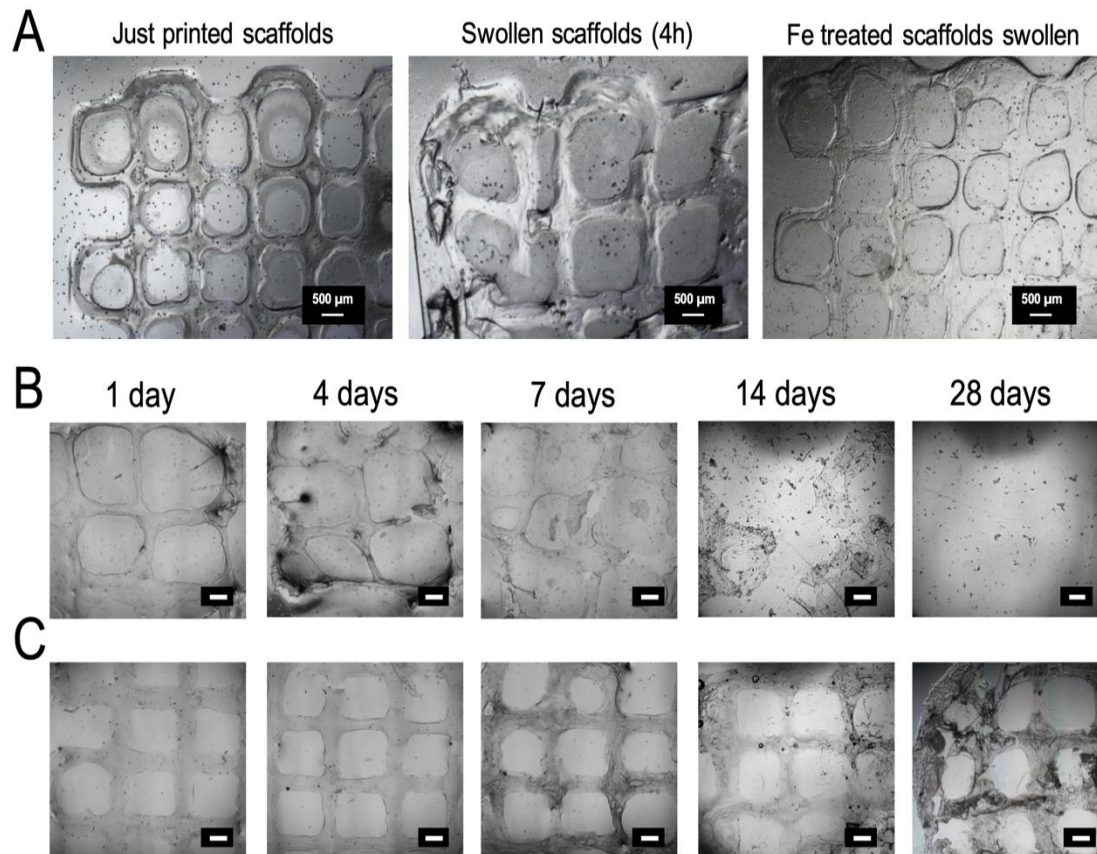 A
Just printed scaffolds
Swollen scaffolds (4h)
Fe treated scaffolds swollen
500 µm
500 µm
500 µm
B
1 day
4 days
7 days
14 days
28 days
C